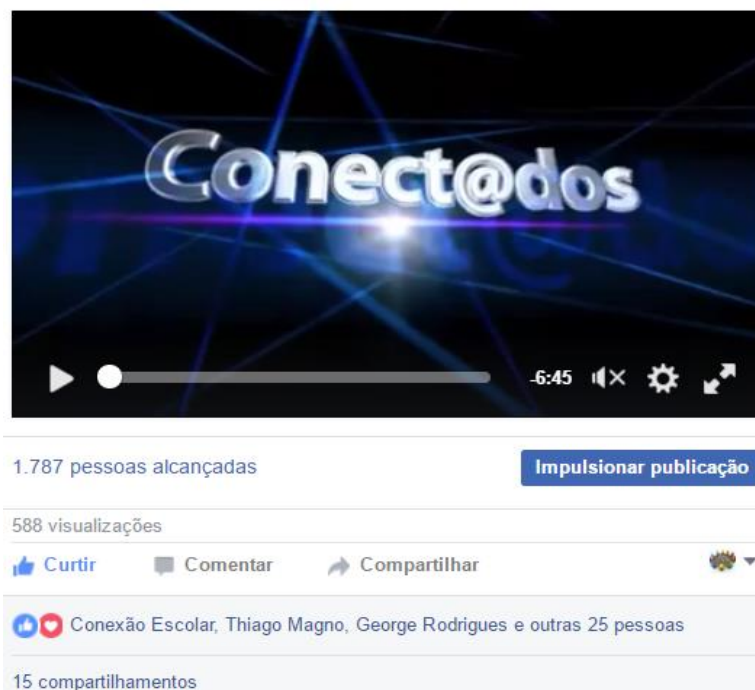 Conect@dos
-6:45
1.787 pessoas alcançadas
Impulsionar publicação
588 visualizações
Curtir Comentar Compartilhar
Conexão Escolar, Thiago Magno, George Rodrigues e outras 25 pessoas
15 compartilhamentos